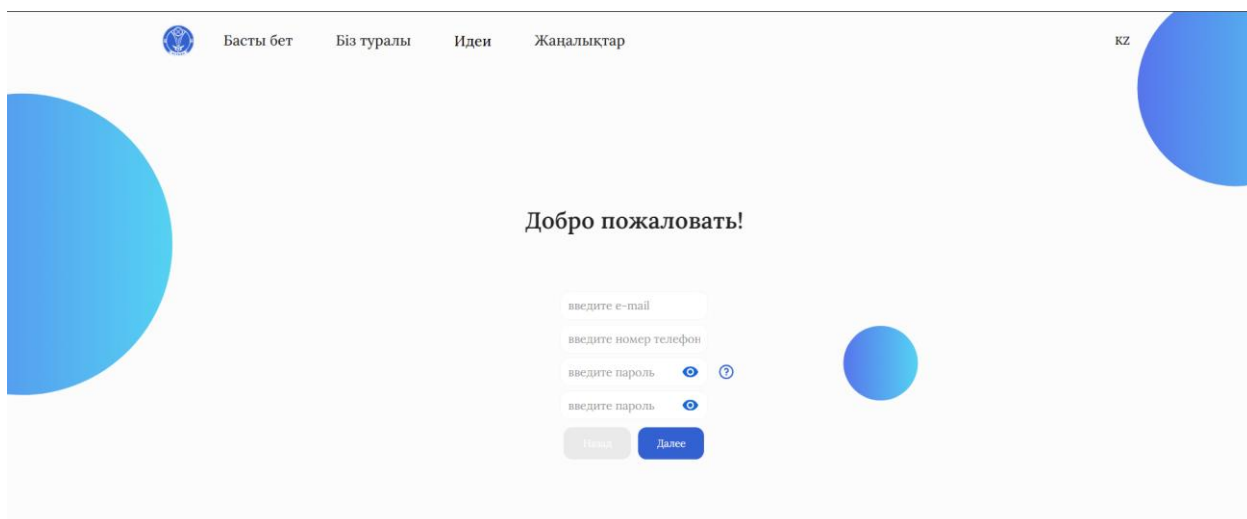 Басты бет Біз туралы Идеи Жаңалықтар KZ
Добро пожаловать!
введите e-mail
введите номер телефон
введите пароль
введите пароль
Назад Далее